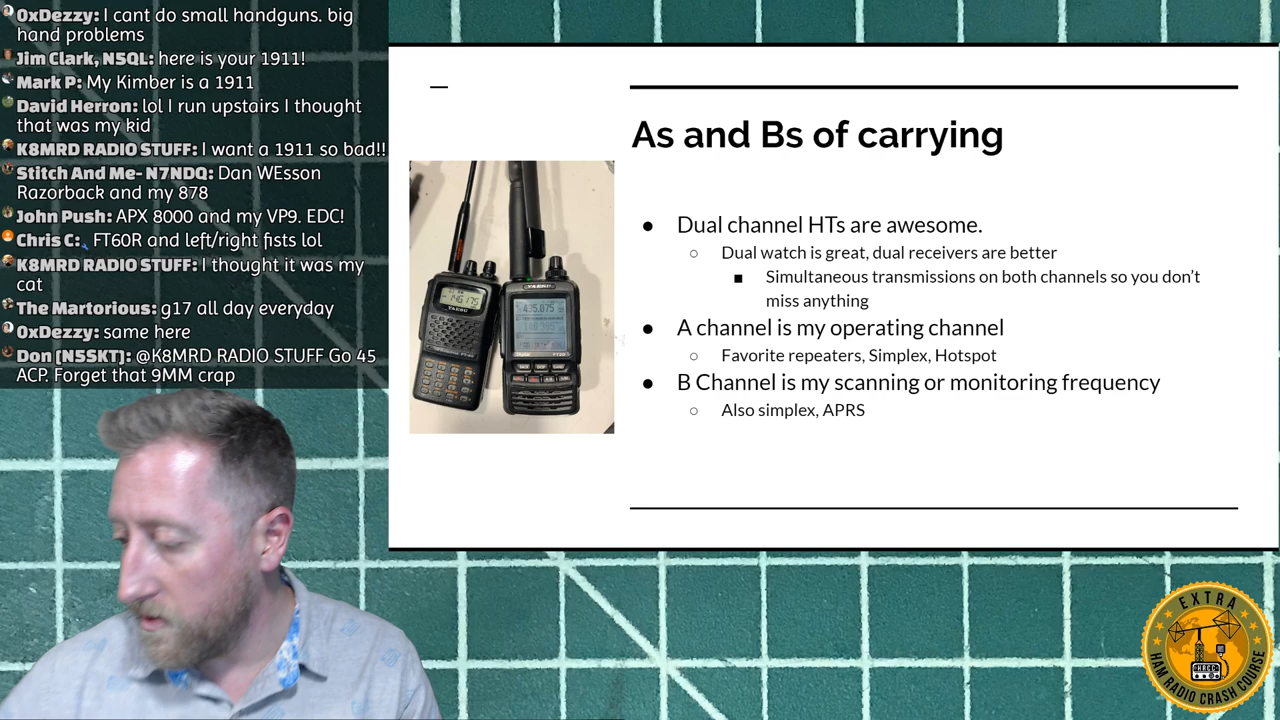 OxDezzy: I cant do small handguns. big
hand problems
Jim Clark, N5QL: here is your 1911!
Mark P: My Kimber is a 1911
David Herron: lol I run upstairs I thought
that was my kid
K8MRD RADIO STUFF: I want a 1911 so bad!!
Stitch And Me- N7NDQ: Dan WEsson
Razorback and my 878
John Push: APX 8000 and my VP9. EDC!
Chris C: FT60R and left/right fists lol
K8MRD RADIO STUFF: I thought it was my
cat
OxDezzy: same here
Don [N5SKT]: @K8MRD RADIO STUFF Go 45
ACP. Forget that 9MM crap
As and Bs of carrying
● Dual channel HTs are awesome.
○ Dual watch is great, dual receivers are better
■ Simultaneous transmissions on both channels so you don't
miss anything
● A channel is my operating channel
○ Favorite repeaters, Simplex, Hotspot
● B Channel is my scanning or monitoring frequency
○ Also simplex, APRS
YAESU
YAESU
435.075
EXTRA
HRCC
HAM RADIO CRASH COURSE